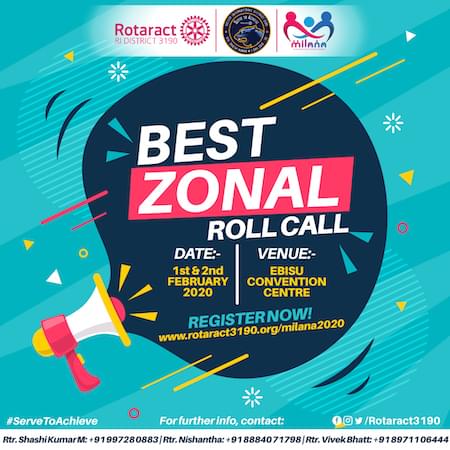 Rotaract
RI DISTRICT 3190
milana
BEST
ZONAL
ROLL CALL
DATE:-
1st & 2nd
FEBRUARY
2020
VENUE:-
EBISU
CONVENTION
CENTRE
REGISTER NOW!
www.rotaract3190.org/milana2020
#ServeToAchieve
For further info, contact:
/Rotaract3190
Rtr. Shashi Kumar M: +91997280883 | Rtr. Nishantha: +918884071798 | Rtr. Vivek Bhatt: +918971106444